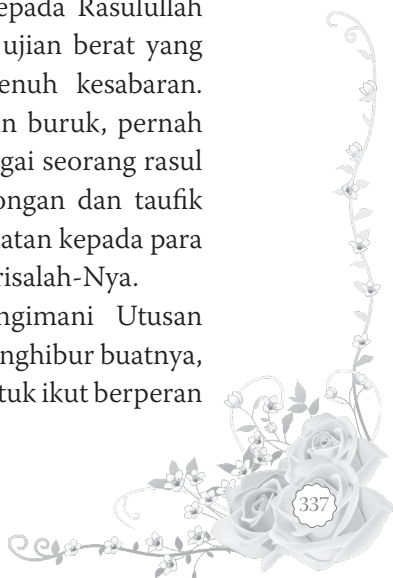 epada Rasulullah
ujian berat yang
enuh kesabaran.
n buruk, pernah
gai seorang rasul
ongan dan taufik
atan kepada para
risalah-Nya.
ngimani Utusan
nghibur buatnya,
tuk ikut berperan
337